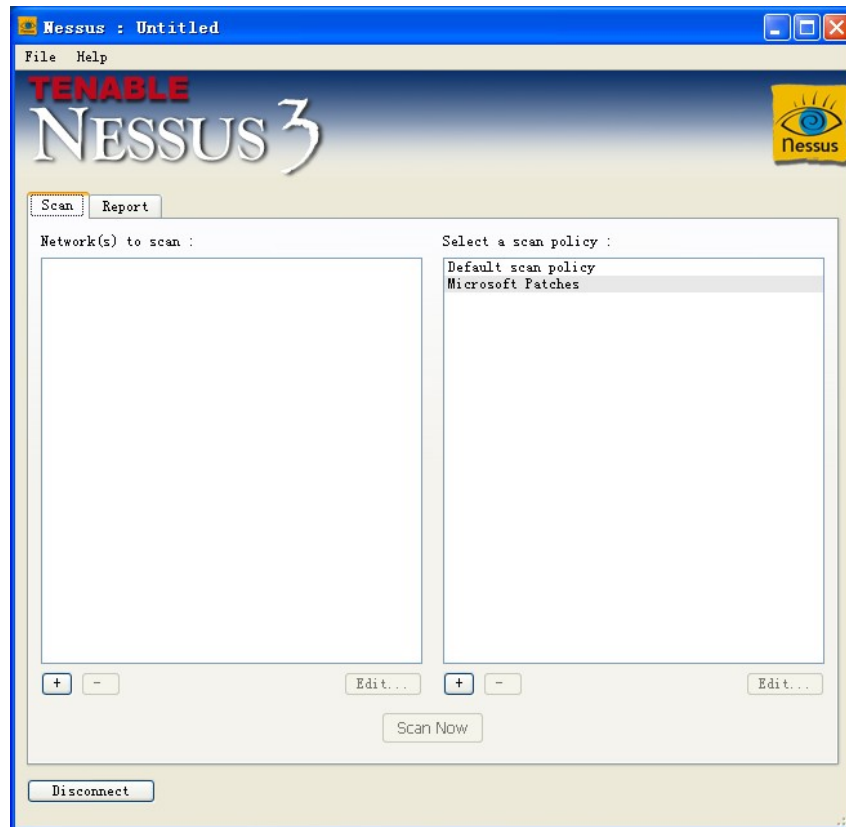 Nessus : Untitled
File Help
TENABLE
NESSUS 3
Nessus
Scan Report
Network(s) to scan :
Select a scan policy :
Default scan policy
Microsoft Patches
+ - Edit...
+ - Edit...
Scan Now
Disconnect